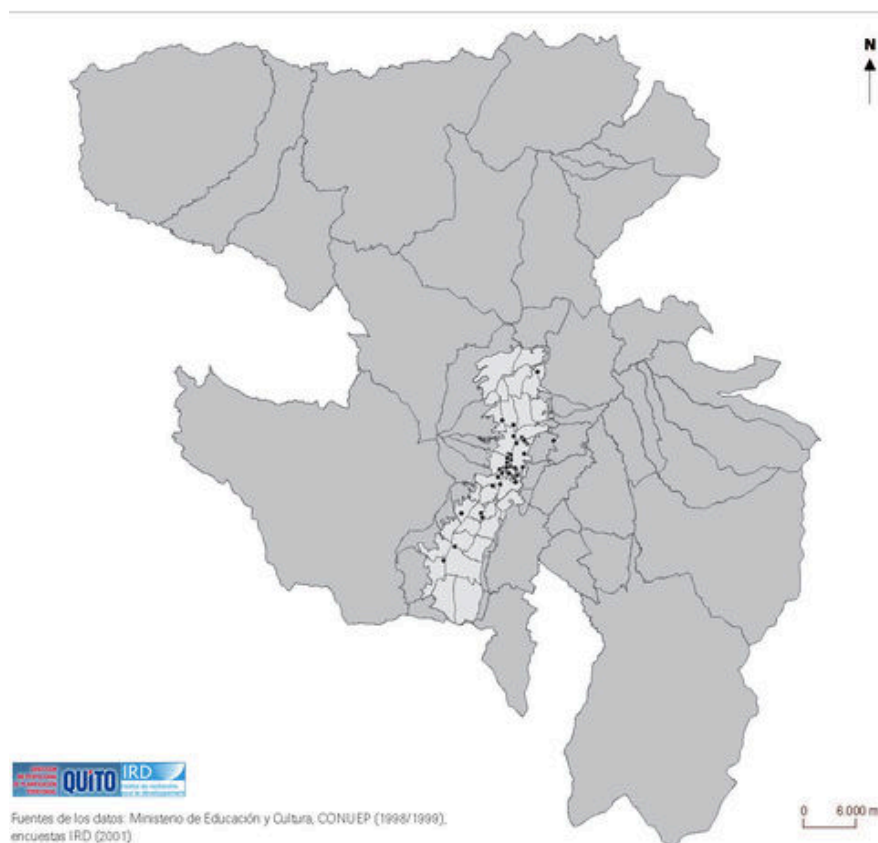 N
QUITO
IRD
Fuentes de los datos: Ministerio de Educación y Cultura, CONUEP (1998/1999),
encuestas IRD (2001)
0 6.000 m